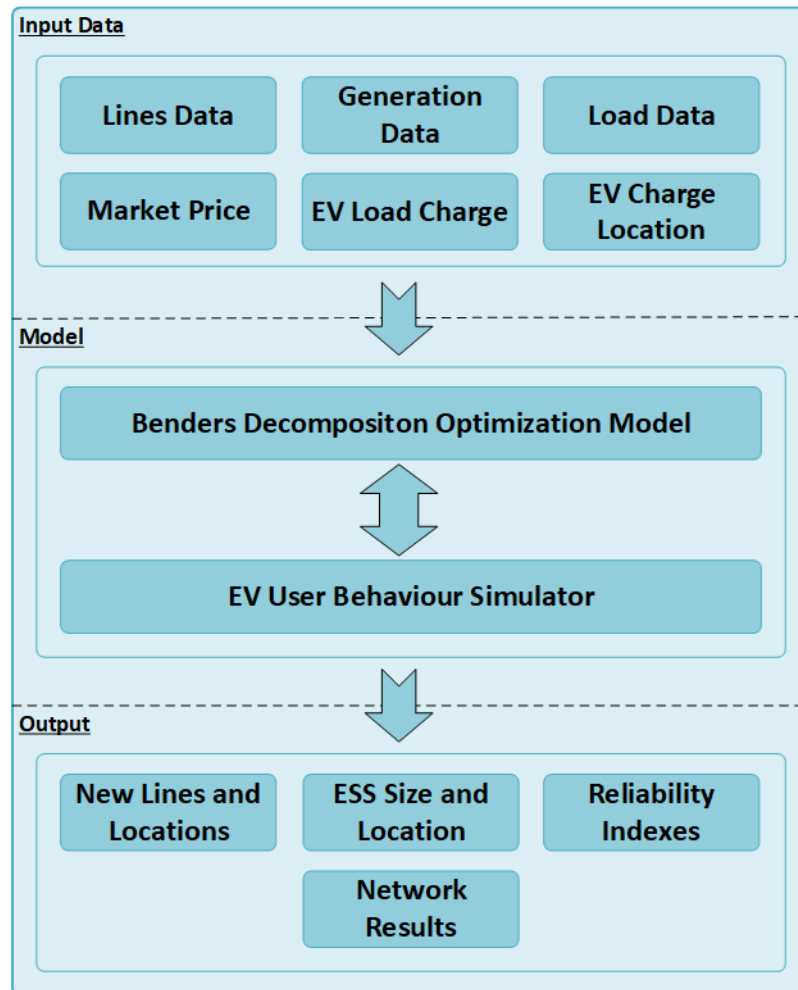 Input Data
Lines Data
Generation
Data
Load Data
Market Price
EV Load Charge
EV Charge
Location
Model
Benders Decompositon Optimization Model
EV User Behaviour Simulator
Output
New Lines and
Locations
ESS Size and
Location
Reliability
Indexes
Network
Results